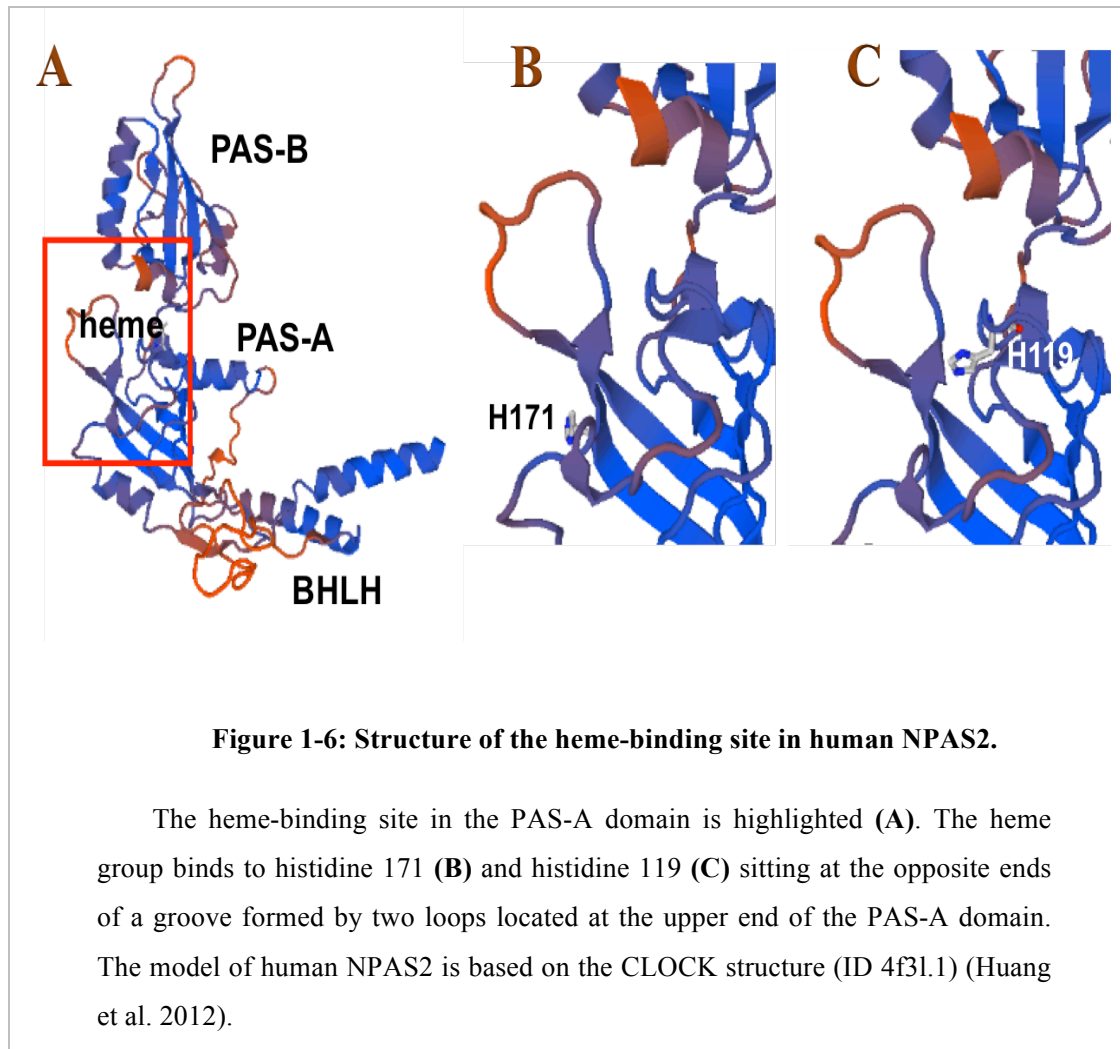 A
B
C
PAS-B
heme
PAS-A
H119
H171
BHLH
Figure 1-6: Structure of the heme-binding site in human NPAS2.
The heme-binding site in the PAS-A domain is highlighted (A). The heme
group binds to histidine 171 (B) and histidine 119 (C) sitting at the opposite ends
of a groove formed by two loops located at the upper end of the PAS-A domain.
The model of human NPAS2 is based on the CLOCK structure (ID 4f3l.1) (Huang
et al. 2012).